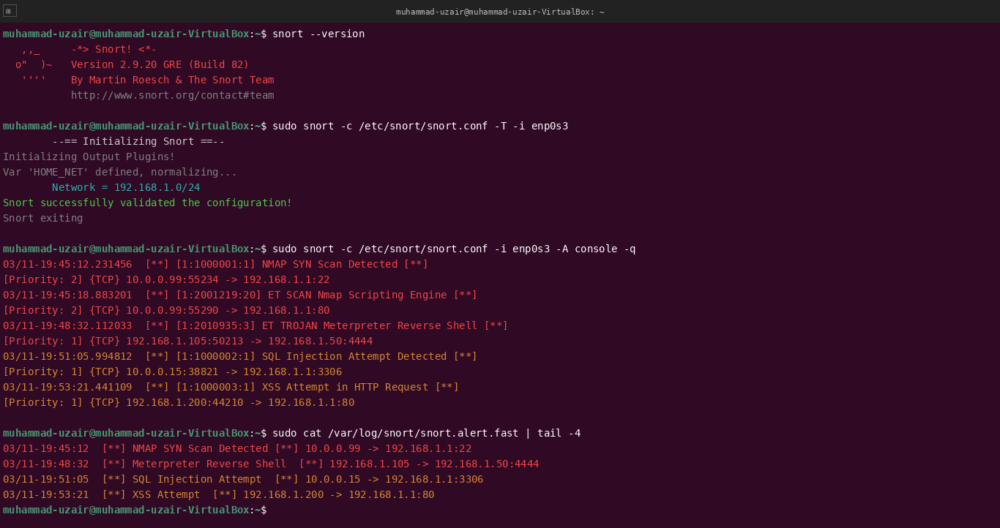 muhammad-uzair@muhammad-uzair-VirtualBox: ~
muhammad-uzair@muhammad-uzair-VirtualBox:~$ snort --version
   ,,_     -*> Snort! <*-
  o"  )~   Version 2.9.20 GRE (Build 82)
   ''''    By Martin Roesch & The Snort Team
           http://www.snort.org/contact#team
muhammad-uzair@muhammad-uzair-VirtualBox:~$ sudo snort -c /etc/snort/snort.conf -T -i enp0s3
        --== Initializing Snort ==--
Initializing Output Plugins!
Var 'HOME_NET' defined, normalizing...
        Network = 192.168.1.0/24
Snort successfully validated the configuration!
Snort exiting
muhammad-uzair@muhammad-uzair-VirtualBox:~$ sudo snort -c /etc/snort/snort.conf -i enp0s3 -A console -q
03/11-19:45:12.231456  [**] [1:1000001:1] NMAP SYN Scan Detected [**]
[Priority: 2] {TCP} 10.0.0.99:55234 -> 192.168.1.1:22
03/11-19:45:18.883201  [**] [1:2001219:20] ET SCAN Nmap Scripting Engine [**]
[Priority: 2] {TCP} 10.0.0.99:55290 -> 192.168.1.1:80
03/11-19:48:32.112033  [**] [1:2010935:3] ET TROJAN Meterpreter Reverse Shell [**]
[Priority: 1] {TCP} 192.168.1.105:50213 -> 192.168.1.50:4444
03/11-19:51:05.994812  [**] [1:1000002:1] SQL Injection Attempt Detected [**]
[Priority: 1] {TCP} 10.0.0.15:38821 -> 192.168.1.1:3306
03/11-19:53:21.441109  [**] [1:1000003:1] XSS Attempt in HTTP Request [**]
[Priority: 1] {TCP} 192.168.1.200:44210 -> 192.168.1.1:80
muhammad-uzair@muhammad-uzair-VirtualBox:~$ sudo cat /var/log/snort/snort.alert.fast | tail -4
03/11-19:45:12  [**] NMAP SYN Scan Detected [**] 10.0.0.99 -> 192.168.1.1:22
03/11-19:48:32  [**] Meterpreter Reverse Shell  [**] 192.168.1.105 -> 192.168.1.50:4444
03/11-19:51:05  [**] SQL Injection Attempt  [**] 10.0.0.15 -> 192.168.1.1:3306
03/11-19:53:21  [**] XSS Attempt  [**] 192.168.1.200 -> 192.168.1.1:80
muhammad-uzair@muhammad-uzair-VirtualBox:~$